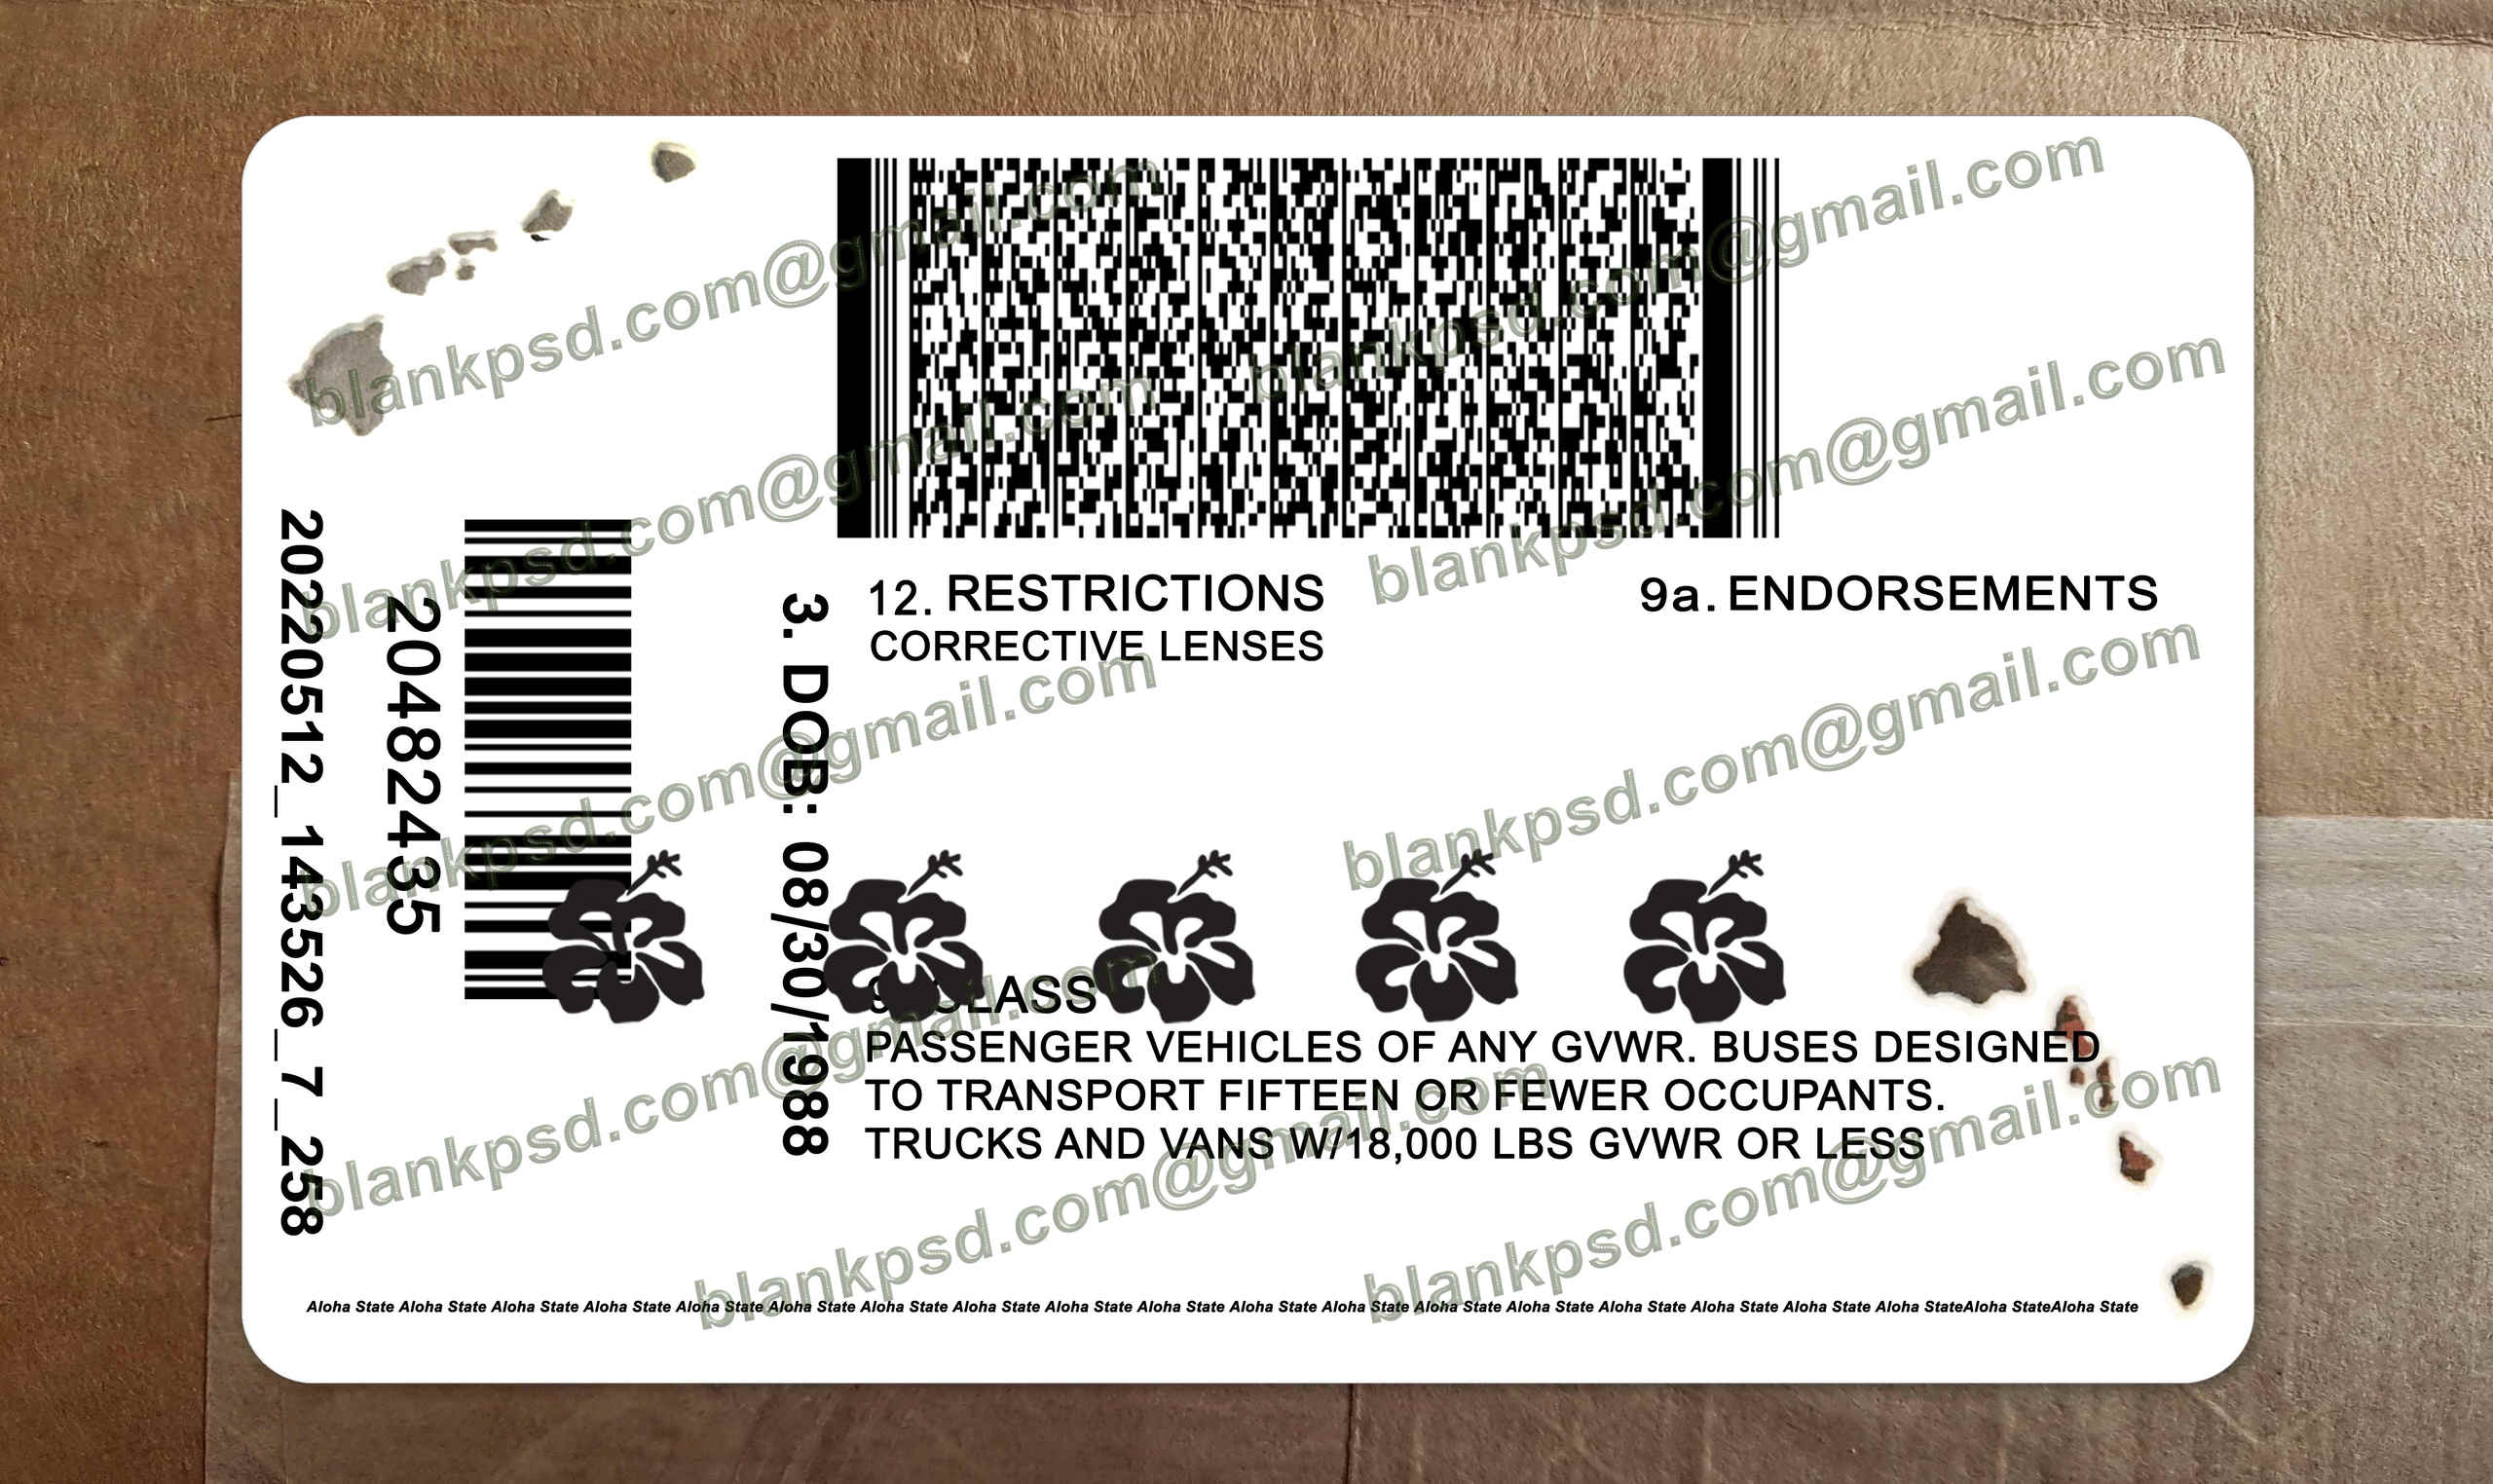 blankpsd.com@gmail.com
blankpsd.com@gmail.com
blankpsd.com@gmail.com
blankpsd.com@gmail.com
12. RESTRICTIONS
CORRECTIVE LENSES
9a. ENDORSEMENTS
20220512_143526_7_258
20482435
3. DOB: 08/30/1988
blankpsd.com@gmail.com
blankpsd.com@gmail.com
PASSENGER VEHICLES OF ANY GVWR. BUSES DESIGNED
TO TRANSPORT FIFTEEN OR FEWER OCCUPANTS.
TRUCKS AND VANS W/18,000 LBS GVWR OR LESS
blankpsd.com@gmail.com
blankpsd.com@gmail.com
blankpsd.com@gmail.com
Aloha State Aloha State Aloha State Aloha State Aloha State Aloha State Aloha State Aloha State Aloha State Aloha State Aloha State Aloha State Aloha State Aloha State Aloha State Aloha State Aloha State Aloha StateAloha StateAloha State